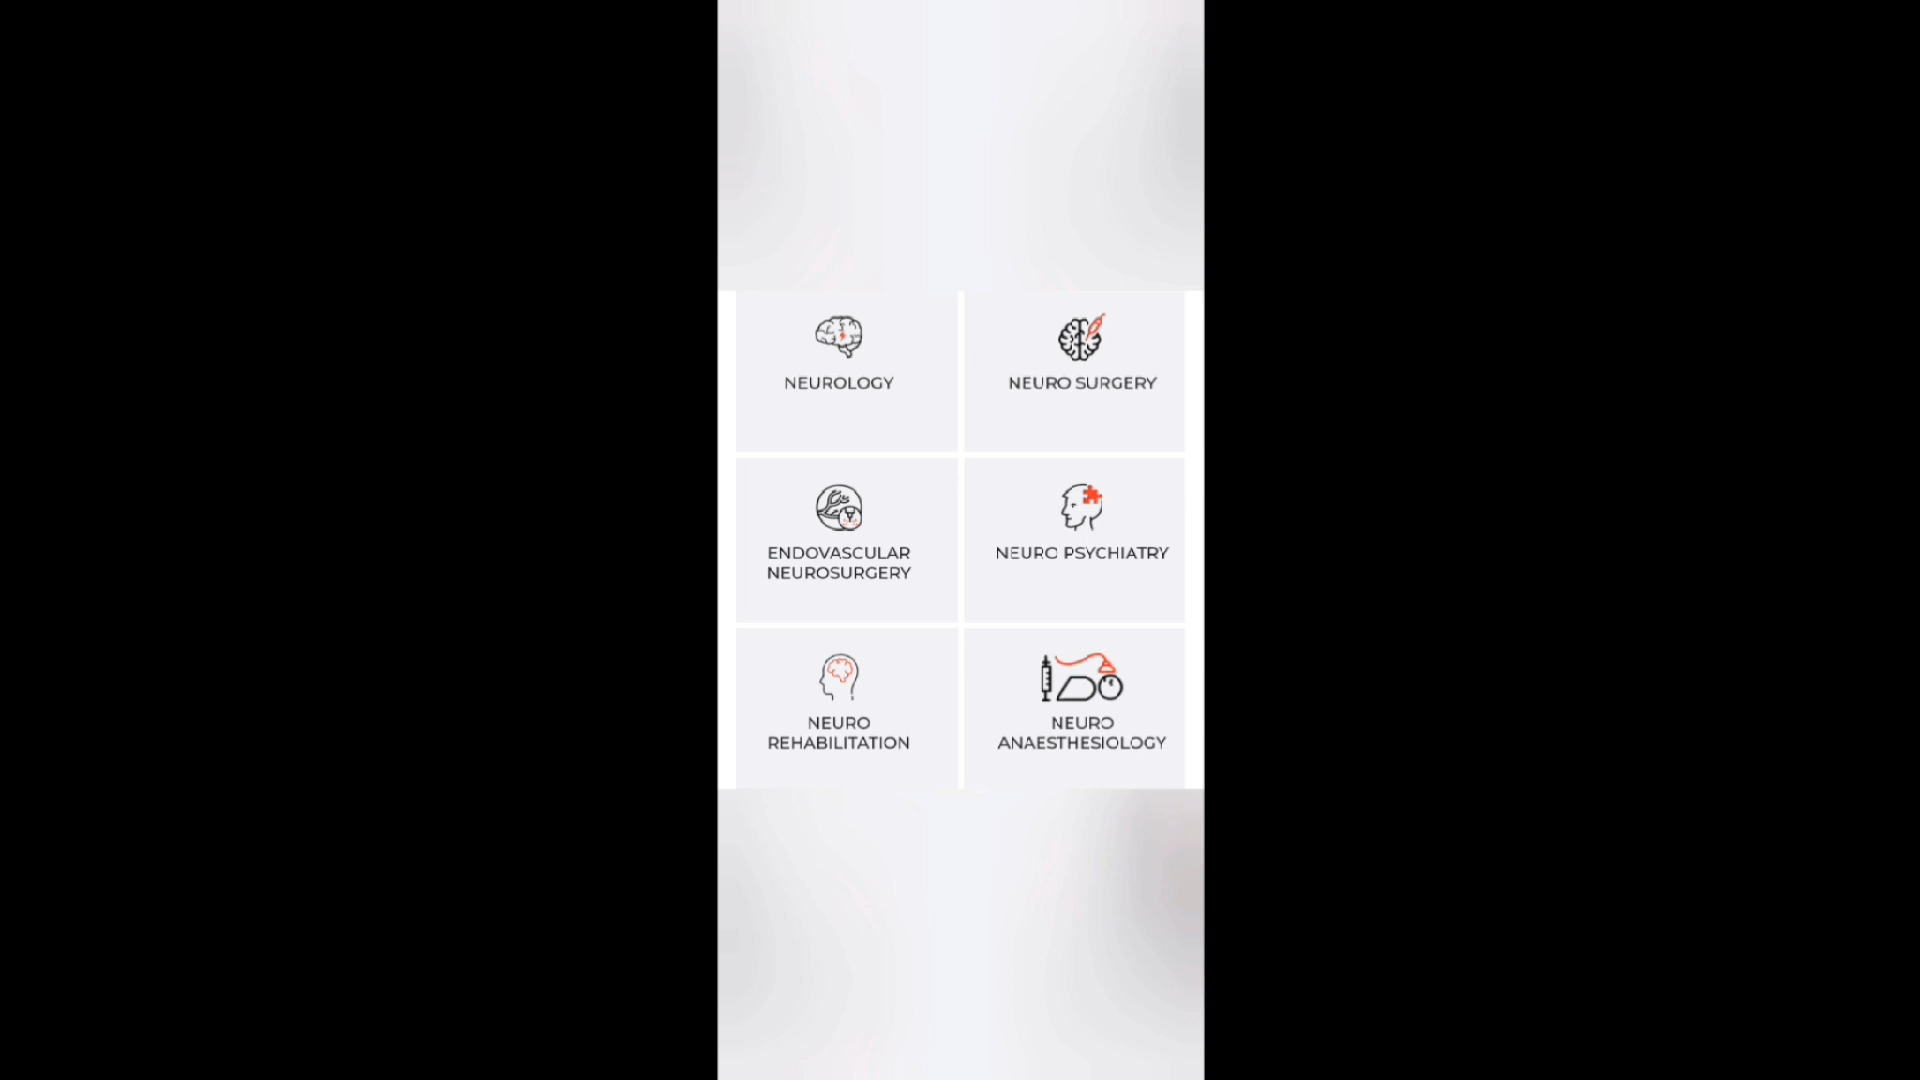 NEUROLOGY
NEURO SURGERY
ENDOVASCULAR
NEUROSURGERY
NEURO PSYCHIATRY
NEURO
REHABILITATION
NEURO
ANAESTHESIOLOGY